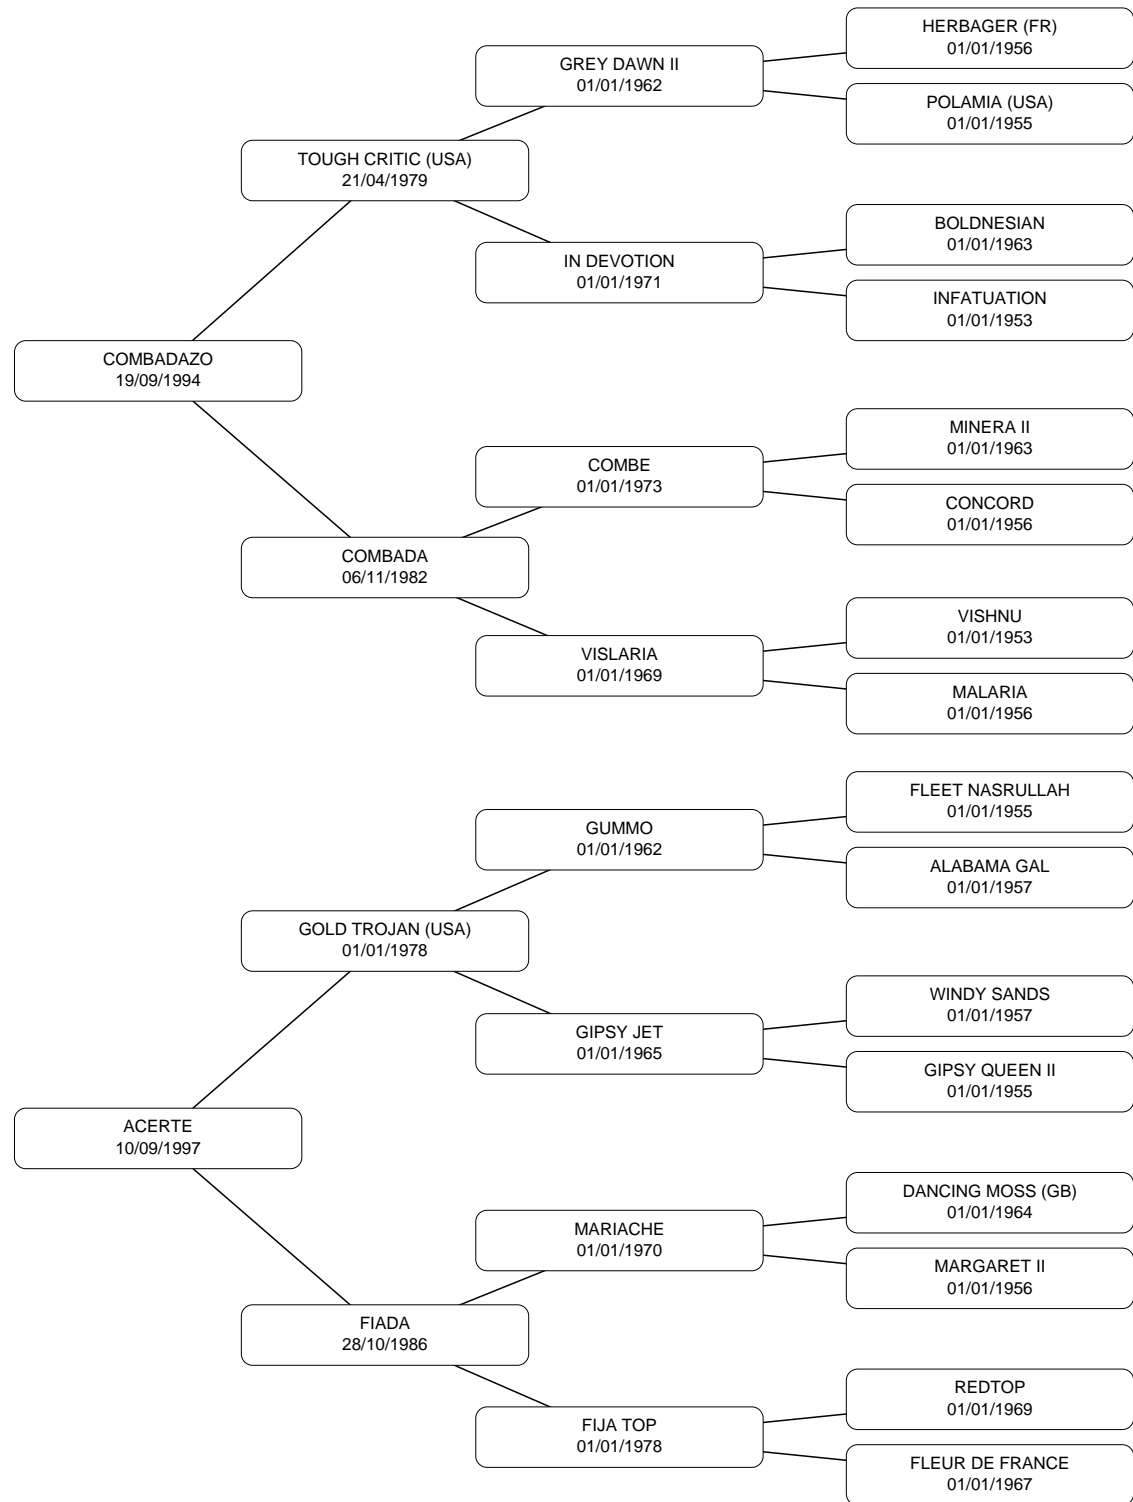 HERBAGER (FR)
01/01/1956
GREY DAWN II
01/01/1962
POLAMIA (USA)
01/01/1955
TOUGH CRITIC (USA)
21/04/1979
BOLDNESIAN
01/01/1963
IN DEVOTION
01/01/1971
INFATUATION
01/01/1953
COMBADAZO
19/09/1994
MINERA II
01/01/1963
COMBE
01/01/1973
CONCORD
01/01/1956
COMBADA
06/11/1982
VISHNU
01/01/1953
VISLARIA
01/01/1969
MALARIA
01/01/1956
FLEET NASRULLAH
01/01/1955
GUMMO
01/01/1962
ALABAMA GAL
01/01/1957
GOLD TROJAN (USA)
01/01/1978
WINDY SANDS
01/01/1957
GIPSY JET
01/01/1965
GIPSY QUEEN II
01/01/1955
ACERTE
10/09/1997
DANCING MOSS (GB)
01/01/1964
MARIACHE
01/01/1970
MARGARET II
01/01/1956
FIADA
28/10/1986
REDTOP
01/01/1969
FIJA TOP
01/01/1978
FLEUR DE FRANCE
01/01/1967